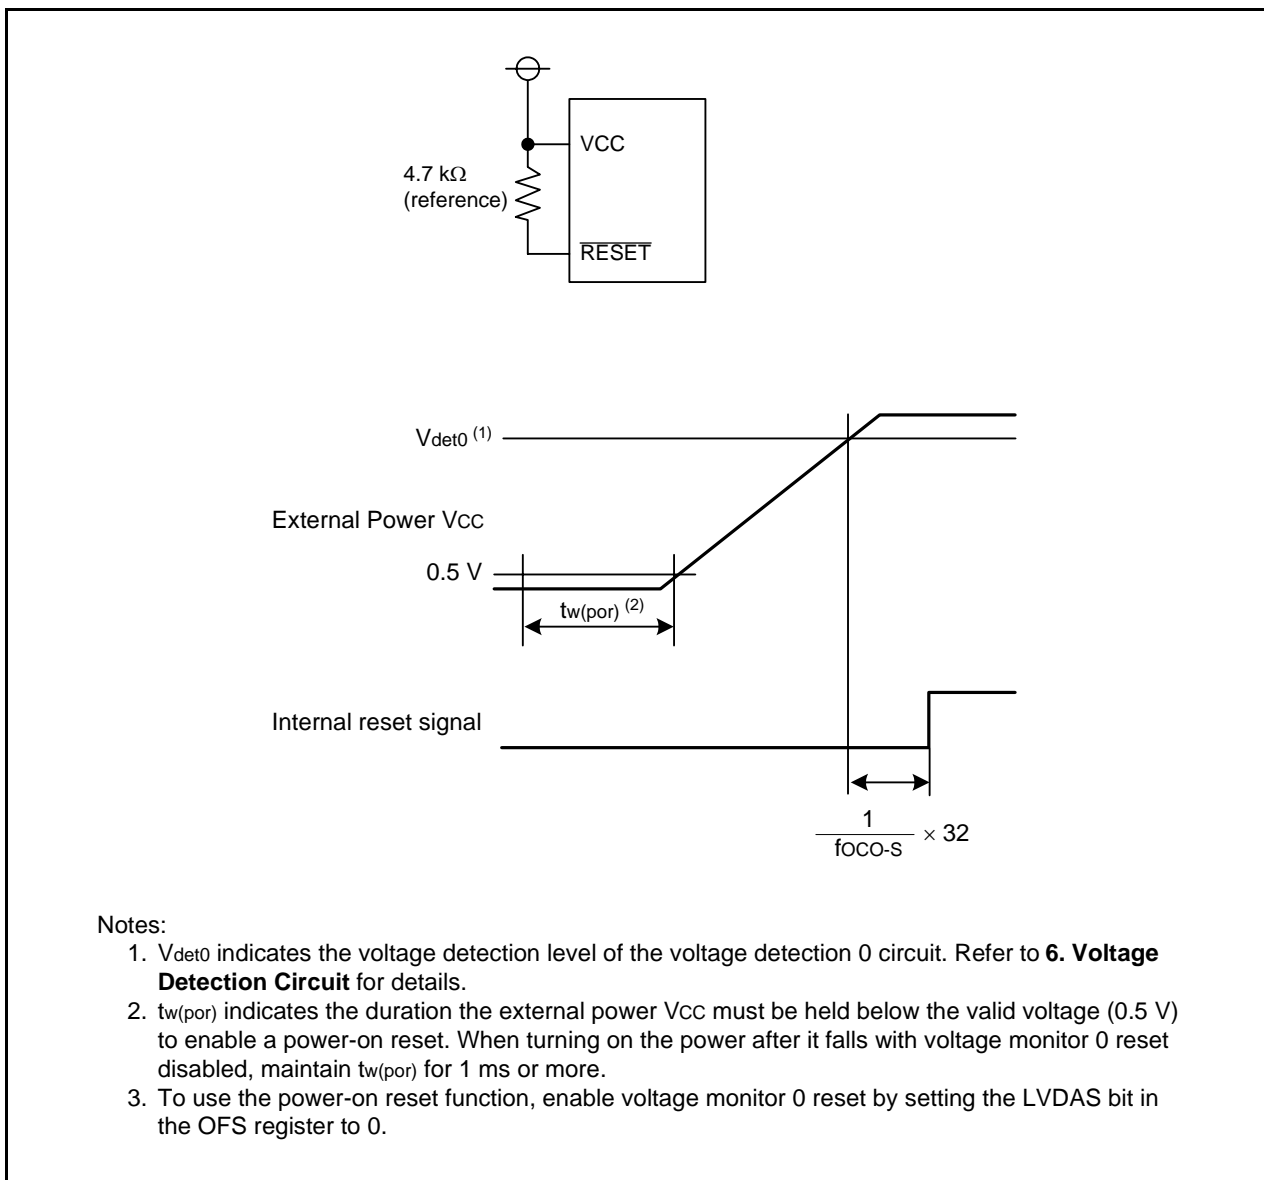 VCC
4.7 kΩ
(reference)
RESET
Vdet0 (1)
External Power VCC
0.5 V
tw(por) (2)
Internal reset signal
1
fOCO-S
× 32
Notes:
1. Vdet0 indicates the voltage detection level of the voltage detection 0 circuit. Refer to 6. Voltage
Detection Circuit for details.
2. tw(por) indicates the duration the external power VCC must be held below the valid voltage (0.5 V)
to enable a power-on reset. When turning on the power after it falls with voltage monitor 0 reset
disabled, maintain tw(por) for 1 ms or more.
3. To use the power-on reset function, enable voltage monitor 0 reset by setting the LVDAS bit in
the OFS register to 0.